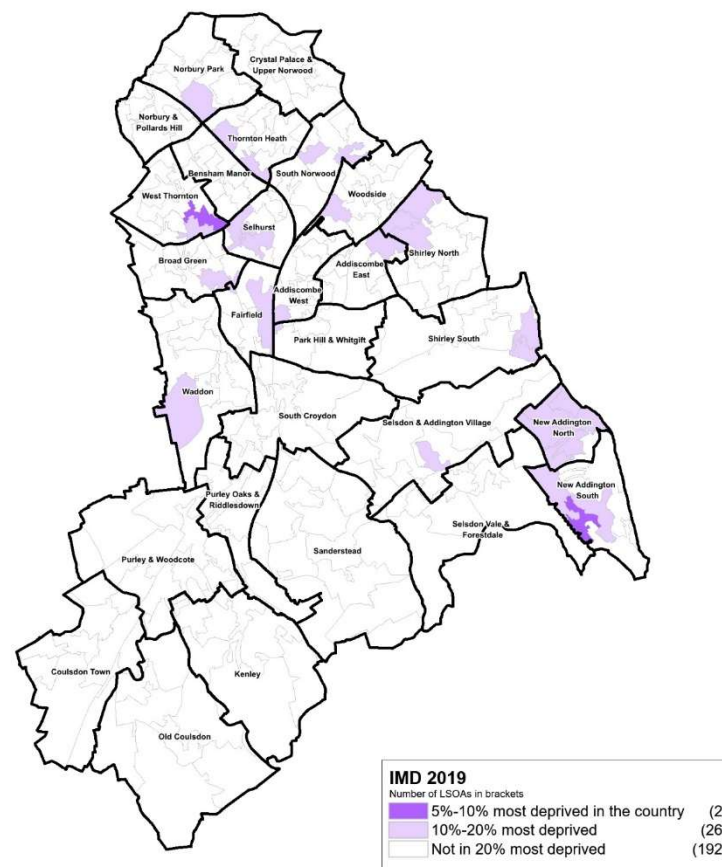 Crystal Palace &
Upper Norwood
Norbury Park
Norbury &
Pollards Hill
Thornton Heath
Bensham Manor
South Norwood
West Thornton
Woodside
Selhurst
Broad Green
Addiscombe
East
Shirley North
Addiscombe
West
Fairfield
Park Hill & Whitgift
Shirley South
Waddon
South Croydon
Selsdon & Addington Village
New Addington
North
New Addington
South
Purley Oaks &
Riddlesdown
Selsdon Vale &
Forestdale
Sanderstead
Purley & Woodcote
Coulsdon Town
Kenley
Old Coulsdon
IMD 2019
Number of LSOAs in brackets
5%-10% most deprived in the country (2
10%-20% most deprived (26
Not in 20% most deprived (192